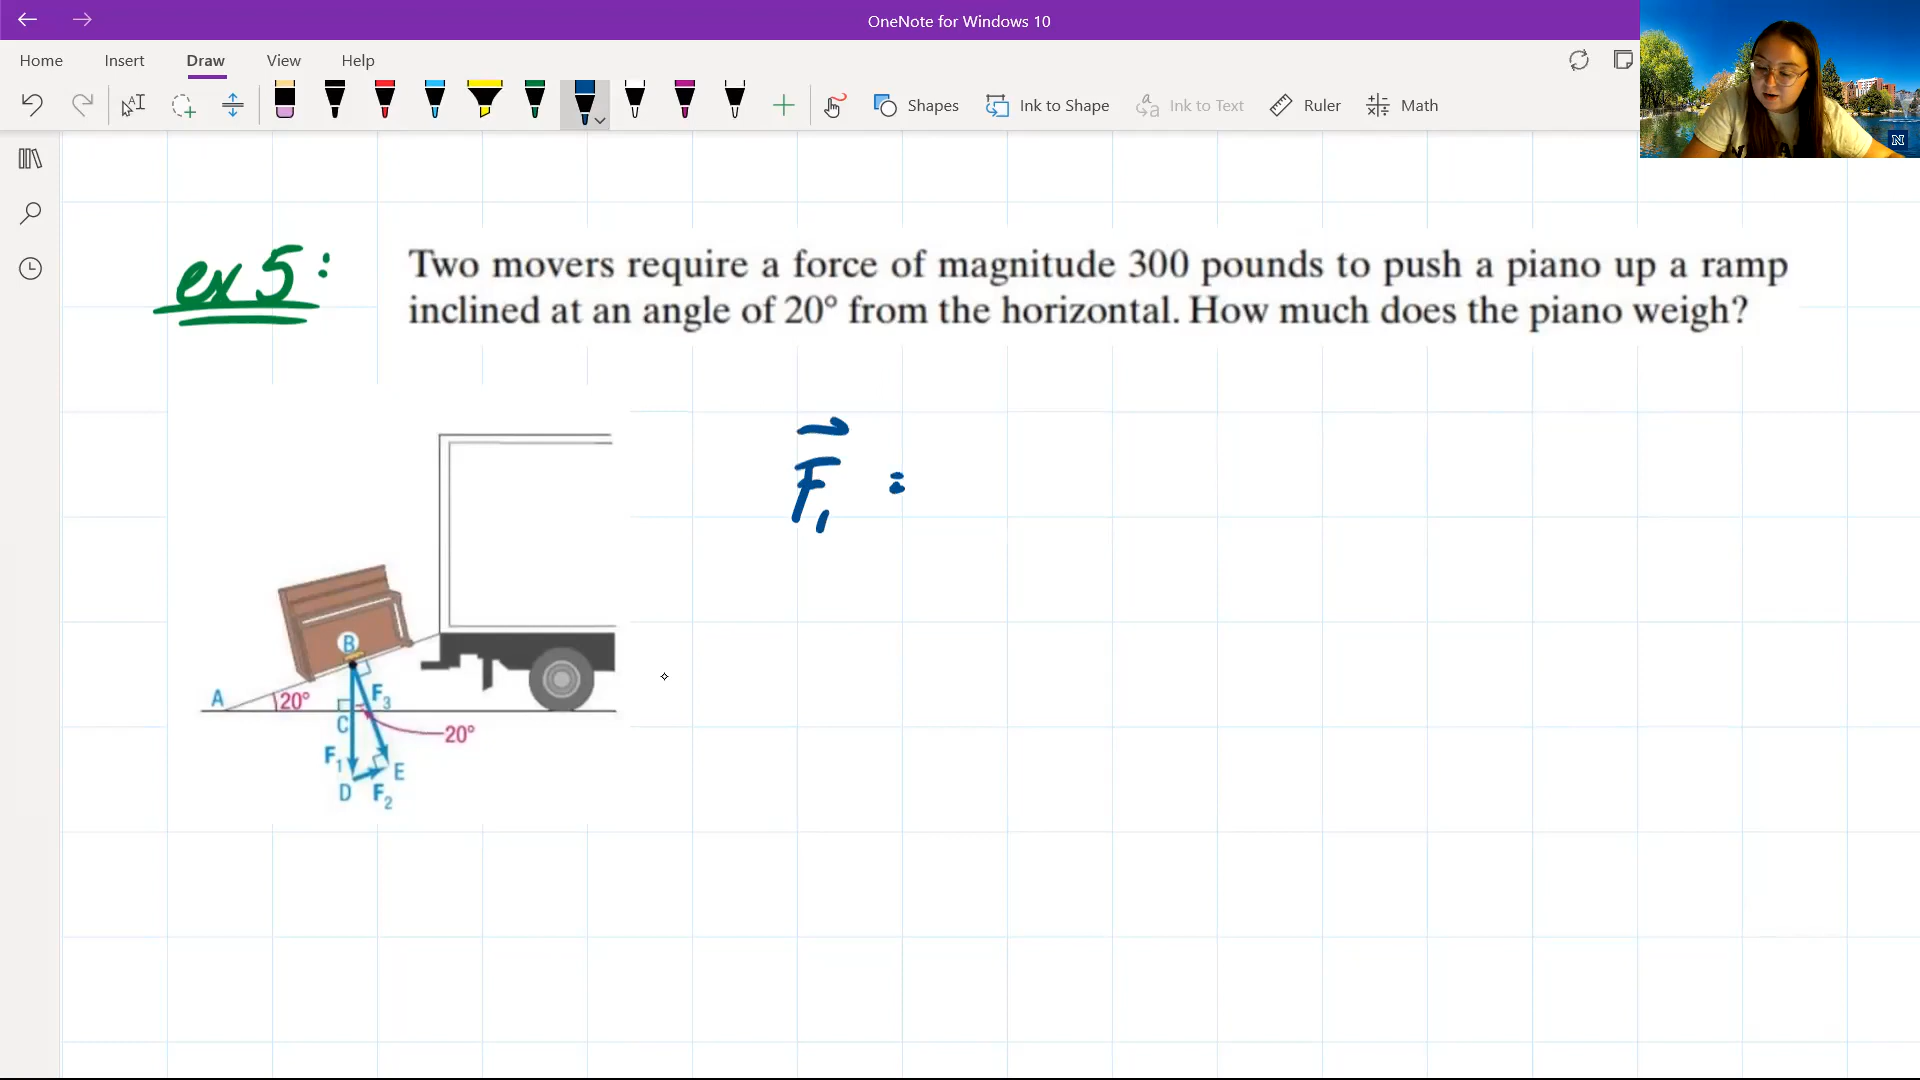 OneNote for Windows 10
Home Insert Draw View Help
Shapes Ink to Shape Ink to Text Ruler Math
ex 5:
Two movers require a force of magnitude 300 pounds to push a piano up a ramp
inclined at an angle of 20° from the horizontal. How much does the piano weigh?
F₁ :
B
A 20° F₃
C
20°
F₁ E
D F₂
N